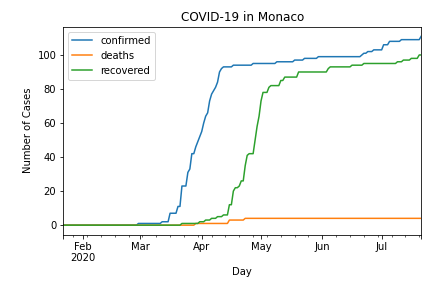 COVID-19 in Monaco
confirmed
deaths
recovered
Number of Cases
100
80
60
40
20
0
Feb
2020
Mar
Apr
May
Jun
Jul
Day